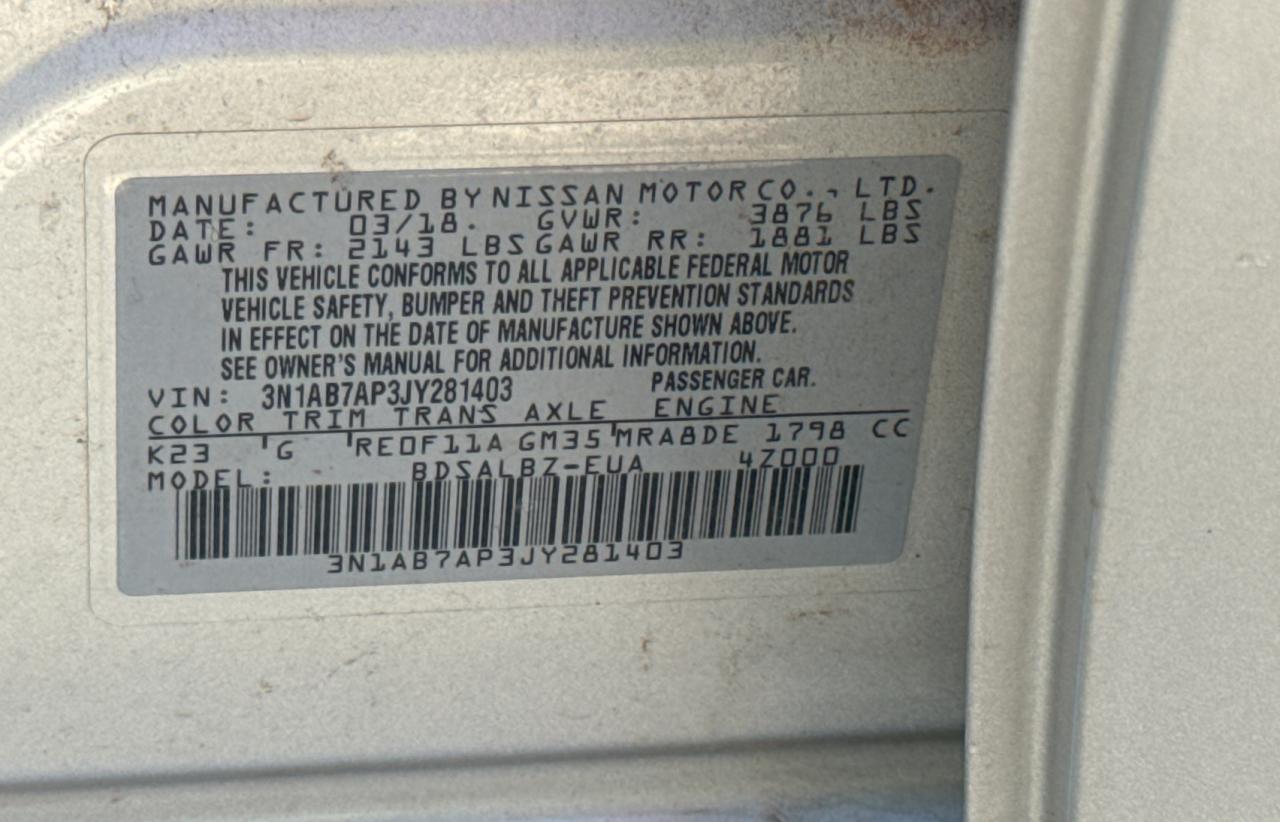 MANUFACTURED BY NISSAN MOTOR CO., LTD.
DATE: 03/18. GVWR: 3876 LBS
GAWR FR: 2143 LBS GAWR RR: 1881 LBS
THIS VEHICLE CONFORMS TO ALL APPLICABLE FEDERAL MOTOR
VEHICLE SAFETY, BUMPER AND THEFT PREVENTION STANDARDS
IN EFFECT ON THE DATE OF MANUFACTURE SHOWN ABOVE.
SEE OWNER'S MANUAL FOR ADDITIONAL INFORMATION.
VIN: 3N1AB7AP3JY281403 PASSENGER CAR.
COLOR TRIM TRANS AXLE ENGINE
K23 G RE0F11A GM35 MRA8DE 1798 CC
MODEL: BDSALBZ-EUA 4Z000
3N1AB7AP3JY281403